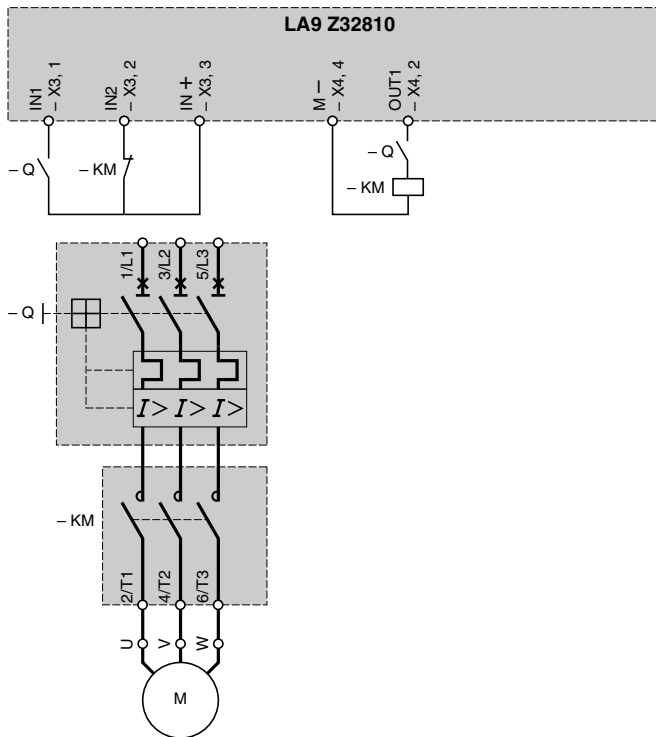 LA9 Z32810
IN1
– X3, 1
IN2
– X3, 2
IN +
– X3, 3
M –
– X4, 4
OUT1
– X4, 2
– Q
– KM
– Q
– KM
1/L1
3/L2
5/L3
– Q
I >
I >
I >
– KM
2/T1
4/T2
6/T3
U
V
W
M